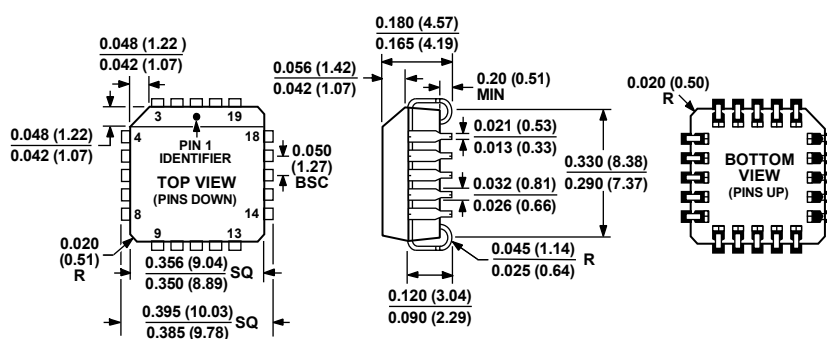 0.048 (1.22 )
0.042 (1.07)
0.048 (1.22)
0.042 (1.07)
3
19
4
18
PIN 1
IDENTIFIER
TOP VIEW
(PINS DOWN)
8
14
9
13
0.050
(1.27)
BSC
0.020
(0.51)
R
0.356 (9.04)
0.350 (8.89)
SQ
0.395 (10.03)
0.385 (9.78)
SQ
0.180 (4.57)
0.165 (4.19)
0.056 (1.42)
0.042 (1.07)
0.20 (0.51)
MIN
0.021 (0.53)
0.013 (0.33)
0.032 (0.81)
0.026 (0.66)
0.330 (8.38)
0.290 (7.37)
0.045 (1.14)
0.025 (0.64)
R
0.120 (3.04)
0.090 (2.29)
0.020 (0.50)
R
BOTTOM
VIEW
(PINS UP)